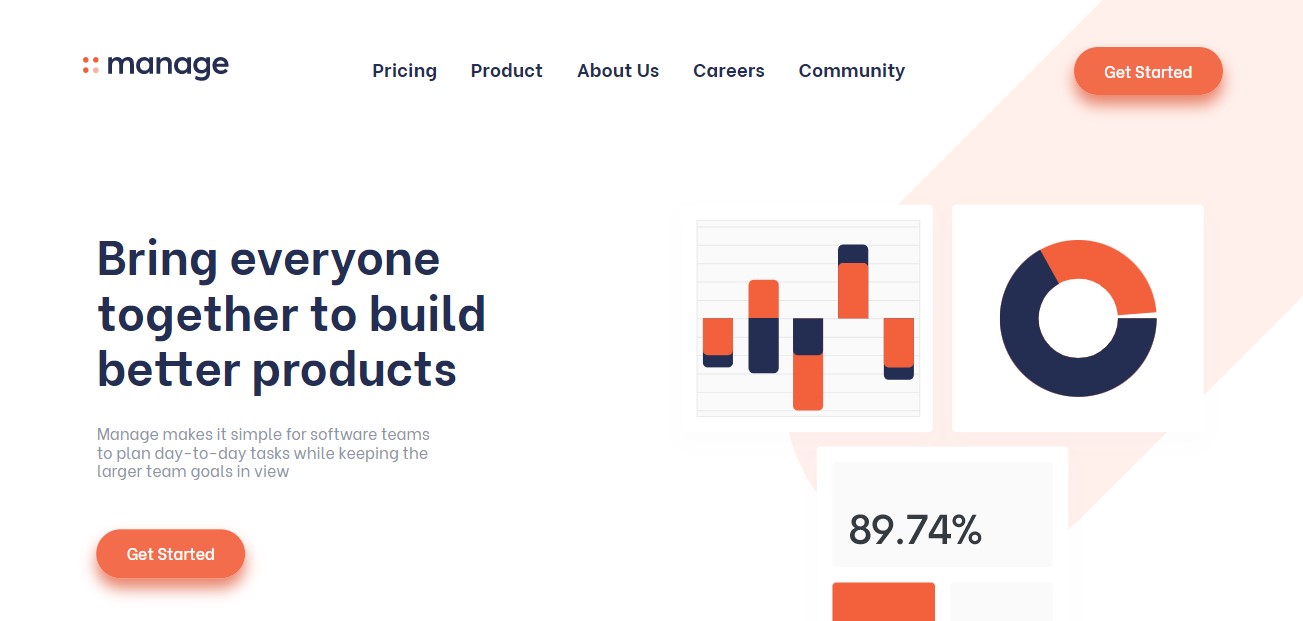 manage
Pricing Product About Us Careers Community
Get Started
Bring everyone
together to build
better products
Manage makes it simple for software teams
to plan day-to-day tasks while keeping the
larger team goals in view
Get Started
89.74%